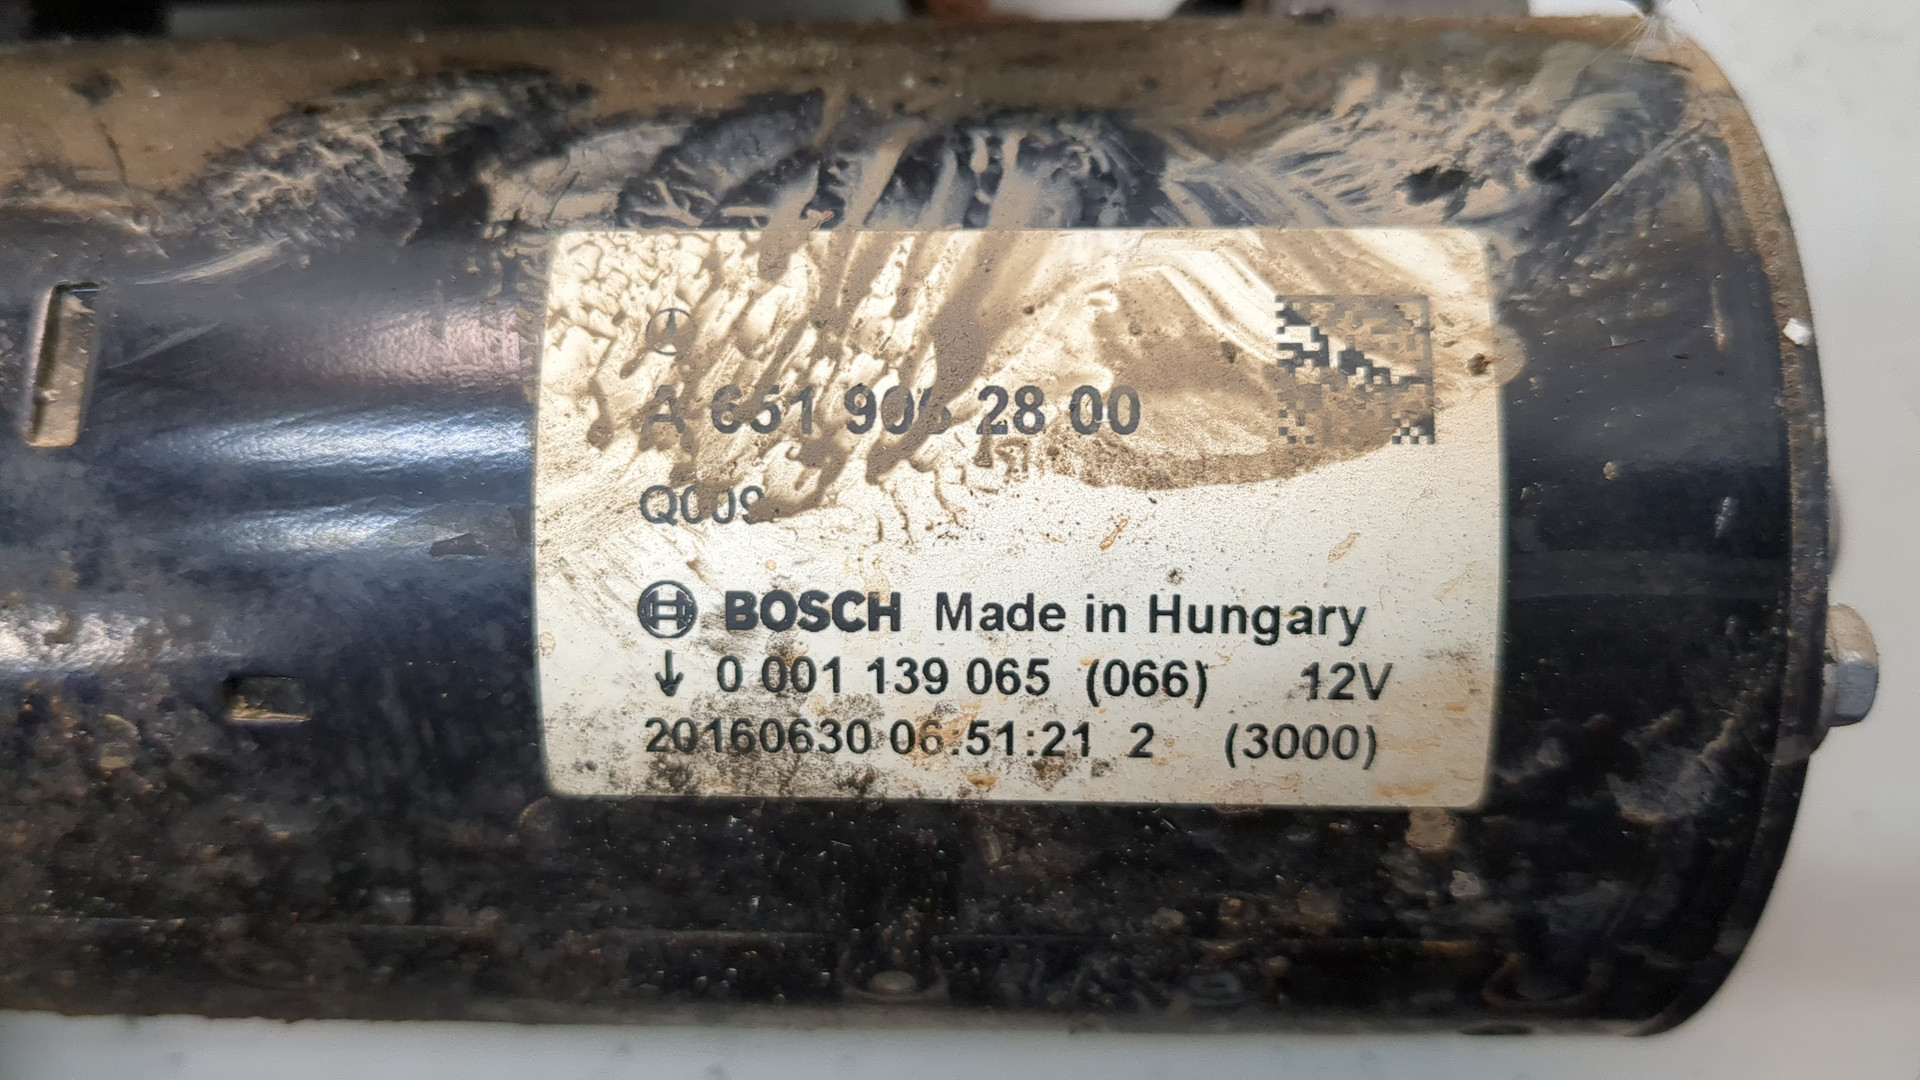 A 651 906 28 00
Q009
BOSCH Made in Hungary
↓ 0 001 139 065 (066) 12V
20160630 06:51:21 2 (3000)